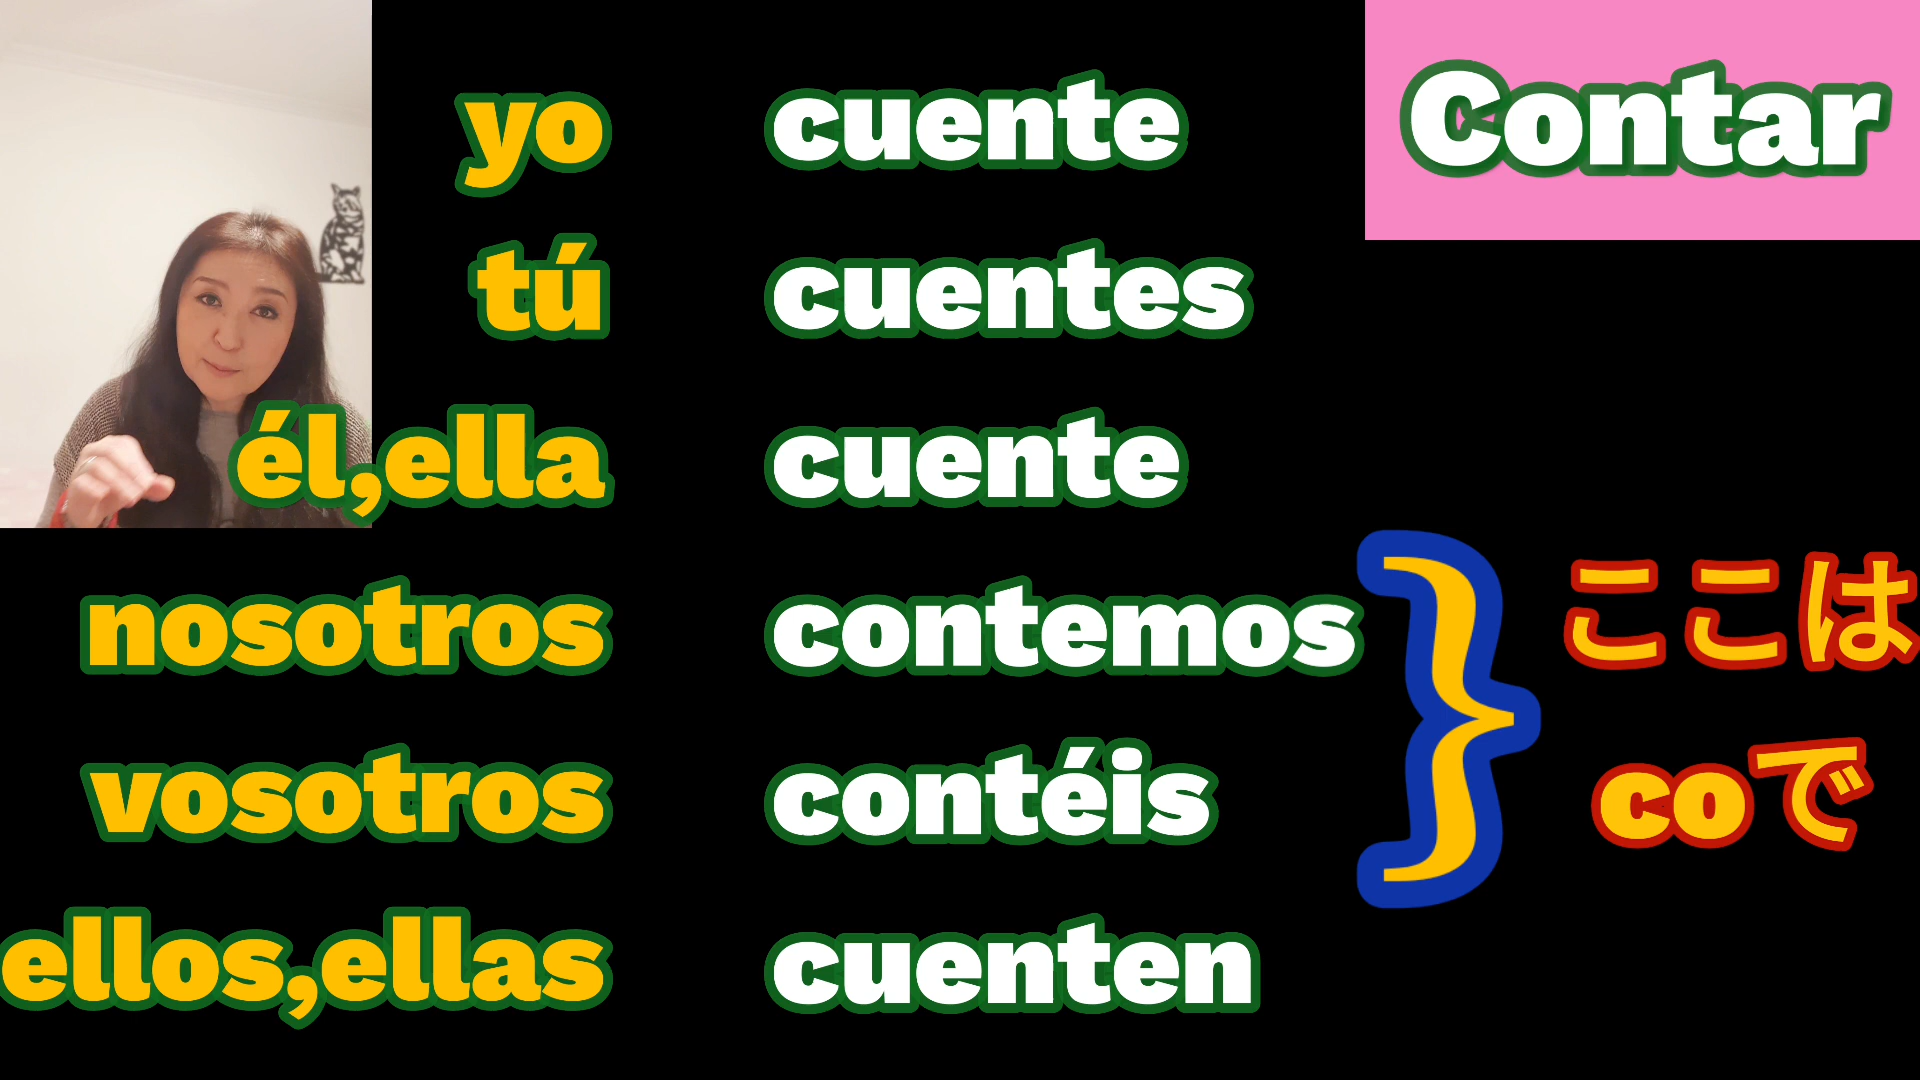 Contar
yo cuente
tú cuentes
él,ella cuente
nosotros contemos
vosotros contéis
ellos,ellas cuenten
}
ここは
coで